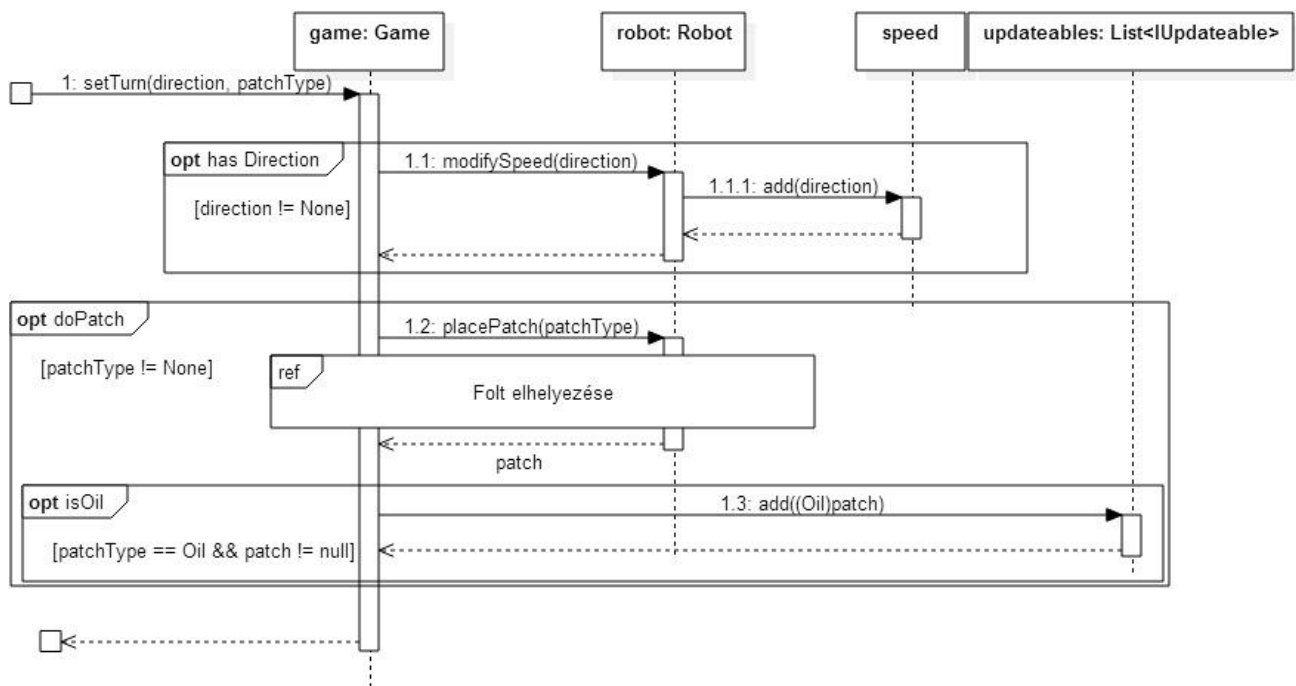 game: Game
robot: Robot
speed
updateables: List<IUpdateable>
1: setTurn(direction, patchType)
opt has Direction
1.1: modifySpeed(direction)
1.1.1: add(direction)
[direction != None]
opt doPatch
1.2: placePatch(patchType)
[patchType != None]
ref
Folt elhelyezése
patch
opt isOil
1.3: add((Oil)patch)
[patchType == Oil && patch != null]